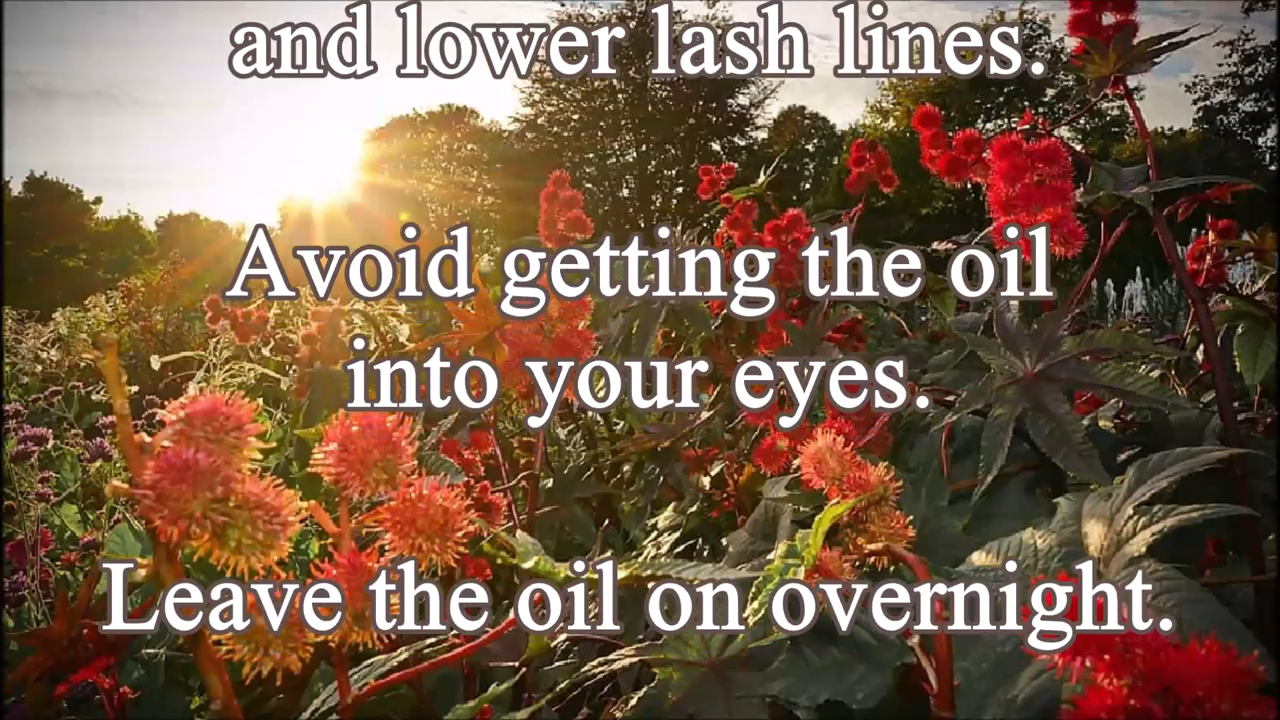 and lower lash lines.
Avoid getting the oil
into your eyes.
Leave the oil on overnight.